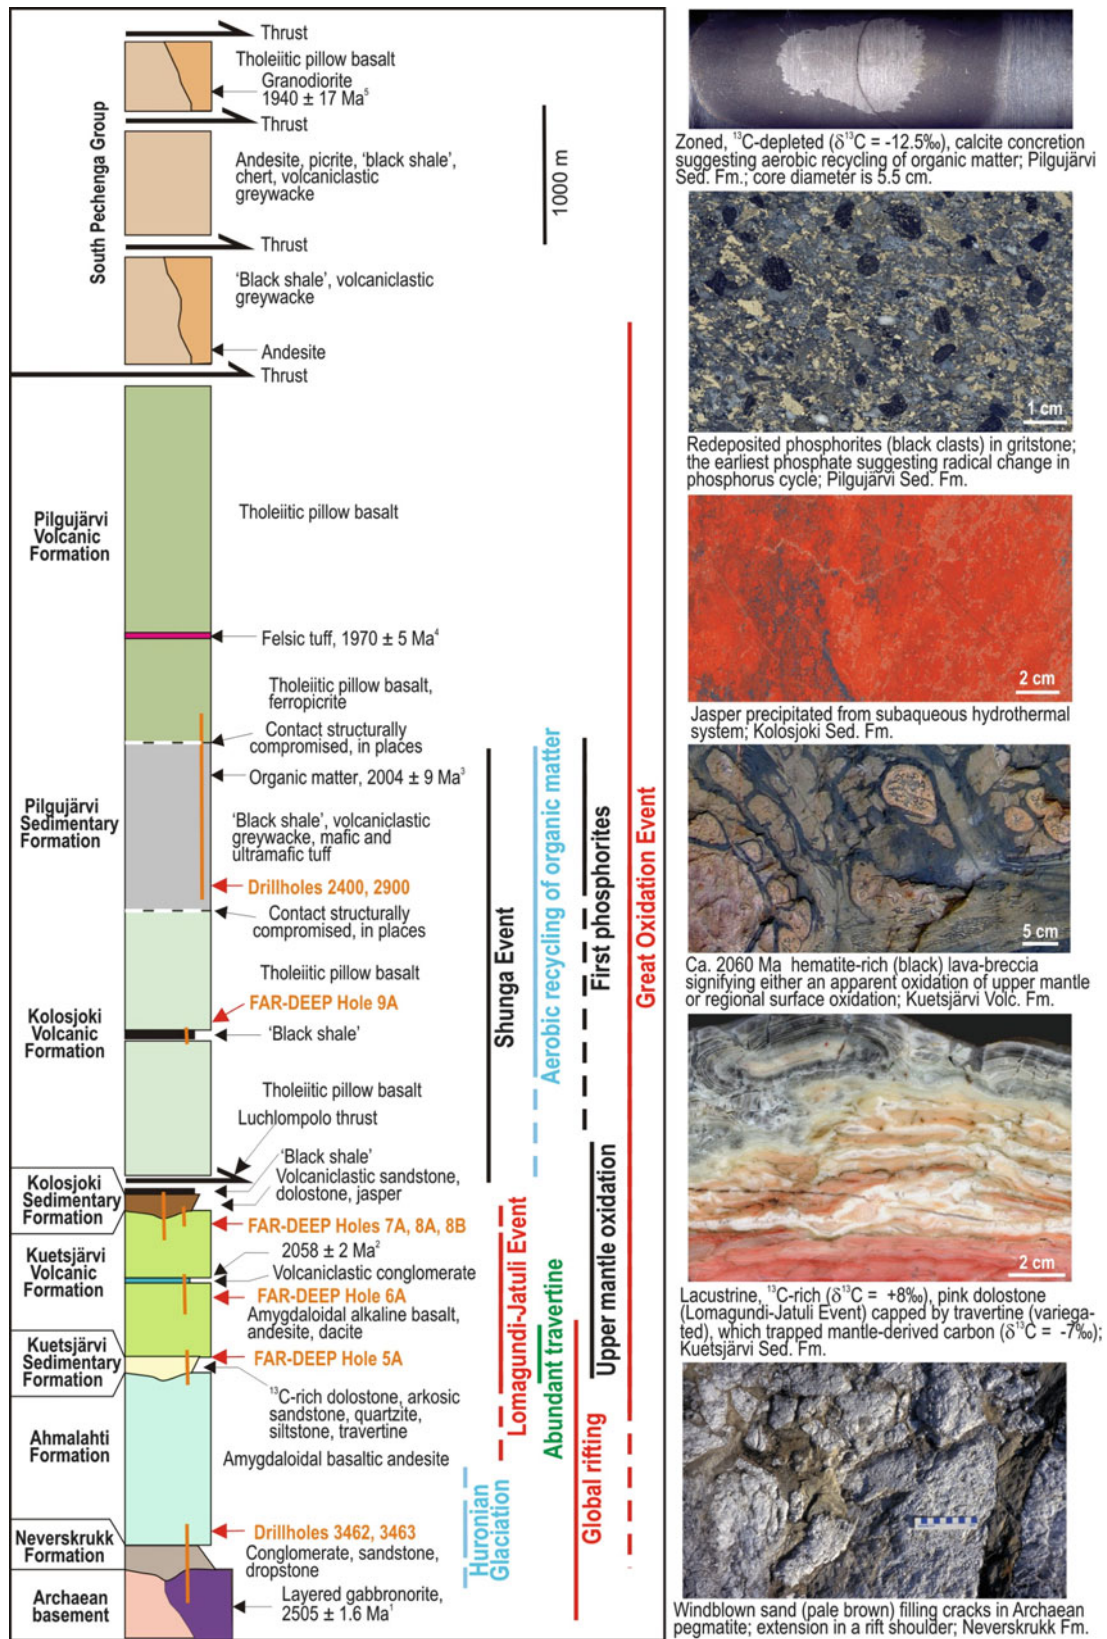 Thrust
Tholeiitic pillow basalt
Granodiorite
1940 ± 17 Ma⁵
Thrust
South Pechenga Group
Andesite, picrite, 'black shale',
chert, volcaniclastic
greywacke
1000 m
Thrust
'Black shale', volcaniclastic
greywacke
Andesite
Thrust
Pilgujärvi
Volcanic
Formation
Tholeiitic pillow basalt
Felsic tuff, 1970 ± 5 Ma⁴
Tholeiitic pillow basalt,
ferropicrite
Contact structurally
compromised, in places
Pilgujärvi
Sedimentary
Formation
Organic matter, 2004 ± 9 Ma³
'Black shale', volcaniclastic
greywacke, mafic and
ultramafic tuff
Drillholes 2400, 2900
Contact structurally
compromised, in places
Kolosjoki
Volcanic
Formation
Tholeiitic pillow basalt
FAR-DEEP Hole 9A
'Black shale'
Tholeiitic pillow basalt
Luchlompolo thrust
Kolosjoki
Sedimentary
Formation
'Black shale'
Volcaniclastic sandstone,
dolostone, jasper
FAR-DEEP Holes 7A, 8A, 8B
Kuetsjärvi
Volcanic
Formation
2058 ± 2 Ma²
Volcaniclastic conglomerate
FAR-DEEP Hole 6A
Amygdaloidal alkaline basalt,
andesite, dacite
Kuetsjärvi
Sedimentary
Formation
FAR-DEEP Hole 5A
¹³C-rich dolostone, arkosic
sandstone, quartzite,
siltstone, travertine
Ahmalahti
Formation
Amygdaloidal basaltic andesite
Drillholes 3462, 3463
Neverskrukk
Formation
Conglomerate, sandstone,
dropstone
Archaean
basement
Layered gabbronorite,
2505 ± 1.6 Ma¹
Huronian
Glaciation
Shunga Event
Lomagundi-Jatuli Event
Aerobic recycling of organic matter
Abundant travertine
First phosphorites
Upper mantle oxidation
Global rifting
Great Oxidation Event
Zoned, ¹³C-depleted (δ¹³C = -12.5‰), calcite concretion
suggesting aerobic recycling of organic matter; Pilgujärvi
Sed. Fm.; core diameter is 5.5 cm.
1 cm
Redeposited phosphorites (black clasts) in gritstone;
the earliest phosphate suggesting radical change in
phosphorus cycle; Pilgujärvi Sed. Fm.
2 cm
Jasper precipitated from subaqueous hydrothermal
system; Kolosjoki Sed. Fm.
5 cm
Ca. 2060 Ma hematite-rich (black) lava-breccia
signifying either an apparent oxidation of upper mantle
or regional surface oxidation; Kuetsjärvi Volc. Fm.
2 cm
Lacustrine, ¹³C-rich (δ¹³C = +8‰), pink dolostone
(Lomagundi-Jatuli Event) capped by travertine (variega-
ted), which trapped mantle-derived carbon (δ¹³C = -7‰);
Kuetsjärvi Sed. Fm.
Windblown sand (pale brown) filling cracks in Archaean
pegmatite; extension in a rift shoulder; Neverskrukk Fm.